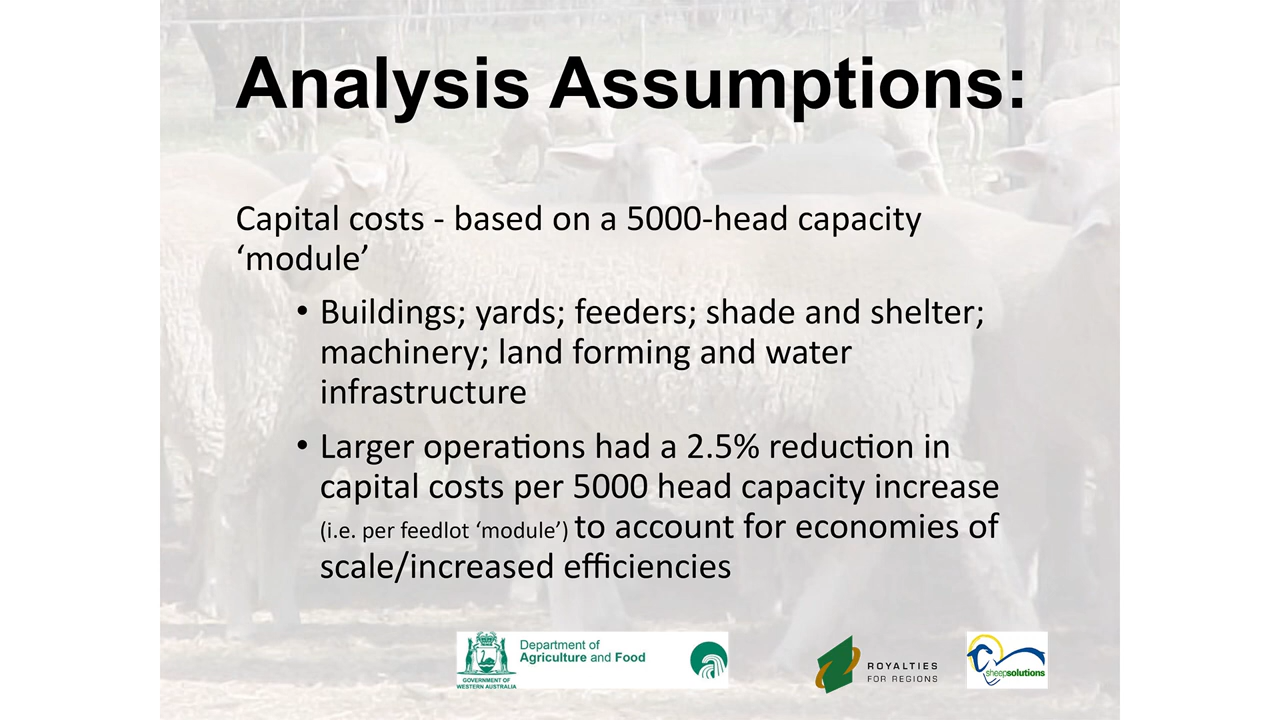 Analysis Assumptions:
Capital costs - based on a 5000-head capacity
‘module’
• Buildings; yards; feeders; shade and shelter;
machinery; land forming and water
infrastructure
• Larger operations had a 2.5% reduction in
capital costs per 5000 head capacity increase
(i.e. per feedlot ‘module’) to account for economies of
scale/increased efficiencies
GOVERNMENT OF
WESTERN AUSTRALIA
Department of
Agriculture and Food
ROYALTIES
FOR REGIONS
sheepsolutions